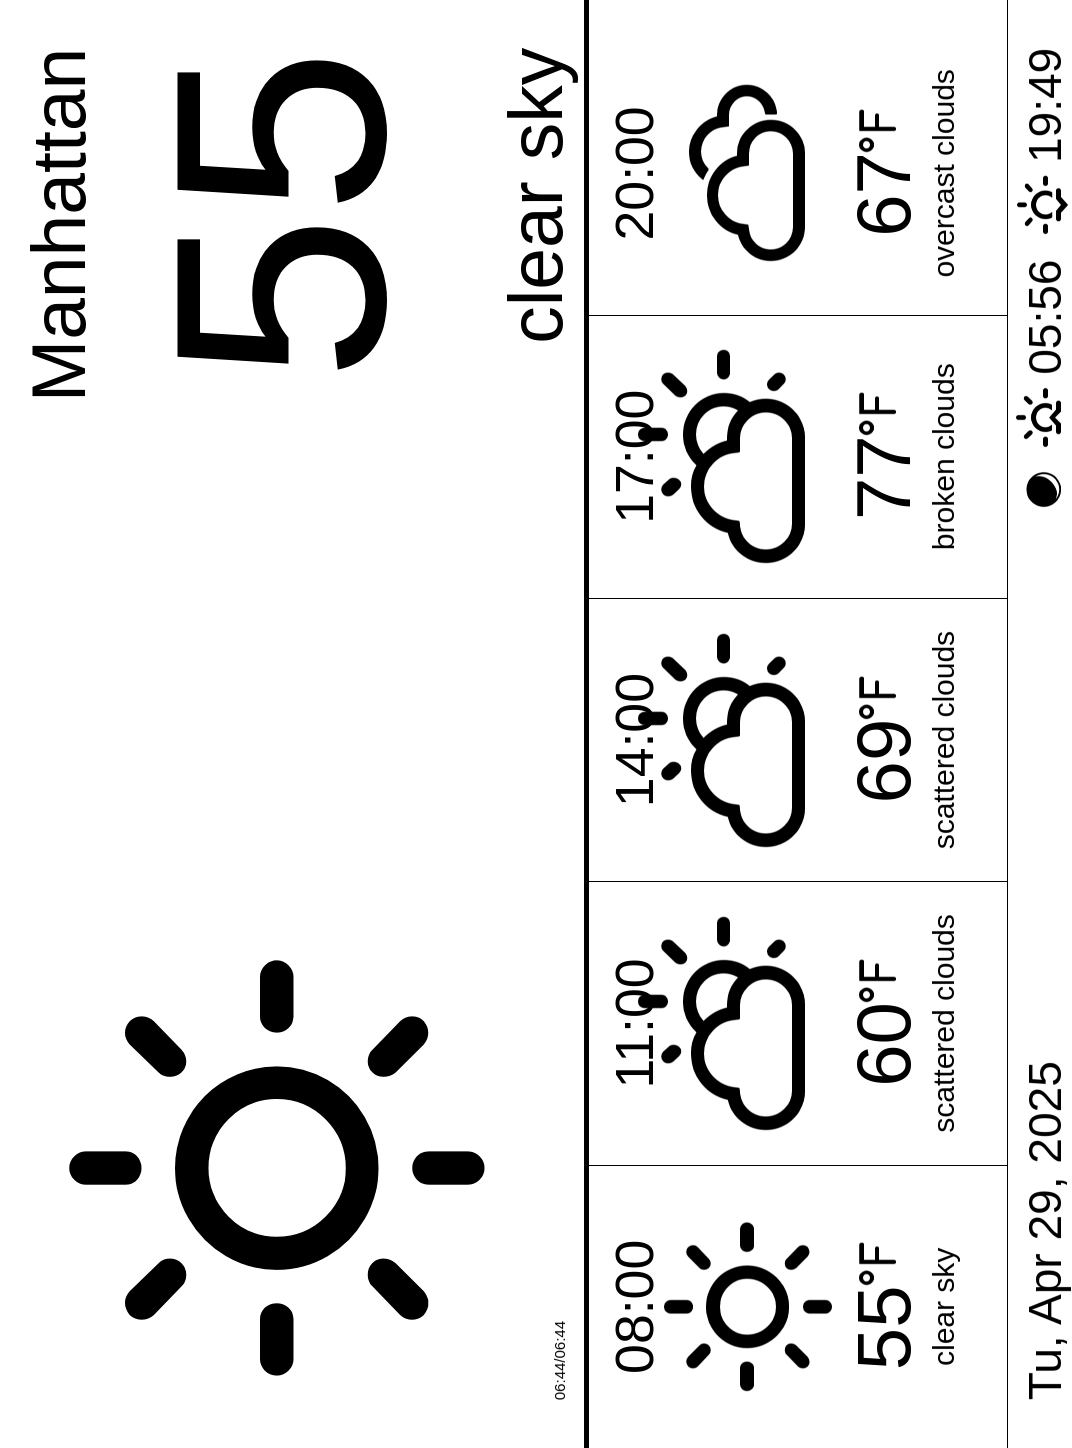 Manhattan
55
clear sky
06:44/06:44
08:00
55°F
clear sky
11:00
60°F
scattered clouds
14:00
69°F
scattered clouds
17:00
77°F
broken clouds
20:00
67°F
overcast clouds
Tu, Apr 29, 2025
05:56 19:49